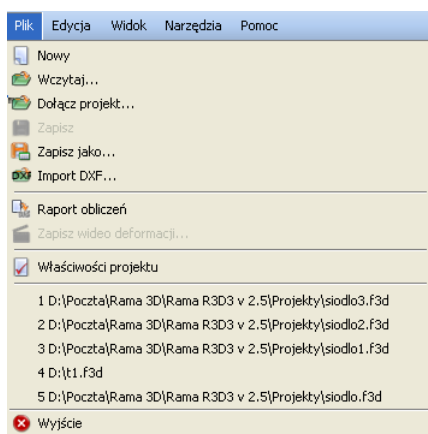 Plik Edycja Widok Narzędzia Pomoc
Nowy
Wczytaj...
Dołącz projekt...
Zapisz
Zapisz jako...
DXF Import DXF...
Raport obliczeń
Zapisz wideo deformacji...
Właściwości projektu
1 D:\Poczta\Rama 3D\Rama R3D3 v 2.5\Projekty\siodlo3.f3d
2 D:\Poczta\Rama 3D\Rama R3D3 v 2.5\Projekty\siodlo2.f3d
3 D:\Poczta\Rama 3D\Rama R3D3 v 2.5\Projekty\siodlo1.f3d
4 D:\t1.f3d
5 D:\Poczta\Rama 3D\Rama R3D3 v 2.5\Projekty\siodlo.f3d
Wyjście